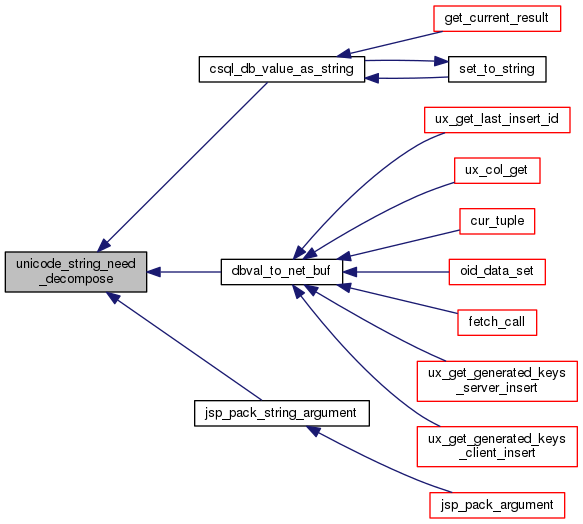 get_current_result
csql_db_value_as_string
set_to_string
ux_get_last_insert_id
ux_col_get
cur_tuple
unicode_string_need
_decompose
dbval_to_net_buf
oid_data_set
fetch_call
ux_get_generated_keys
_server_insert
jsp_pack_string_argument
ux_get_generated_keys
_client_insert
jsp_pack_argument